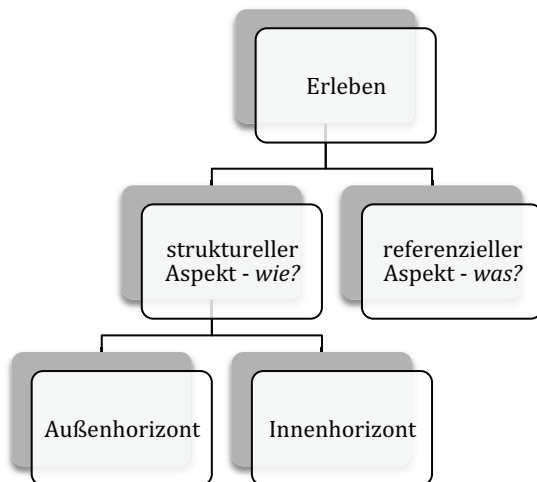 Erleben
struktureller
Aspekt - wie?
referenzieller
Aspekt - was?
Außenhorizont
Innenhorizont